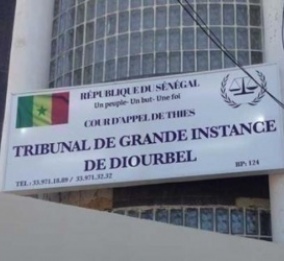 RÉPUBLIQUE DU SÉNÉGAL
Un peuple- Un but- Une foi
COUR D'APPEL DE THIES
TRIBUNAL DE GRANDE INSTANCE
DE DIOURBEL
BP: 124
TEL : 33.971.18.89 / 33.971.32.32